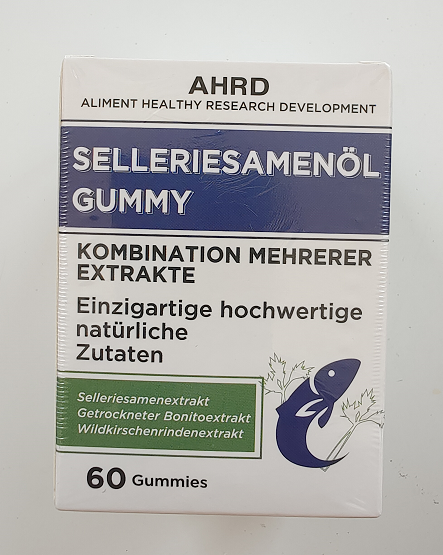 AHRD
ALIMENT HEALTHY RESEARCH DEVELOPMENT
SELLERIESAMENÖL
GUMMY
KOMBINATION MEHRERER
EXTRAKTE
Einzigartige hochwertige
natürliche
Zutaten
Selleriesamenextrakt
Getrockneter Bonitoextrakt
Wildkirschenrindenextrakt
60 Gummies